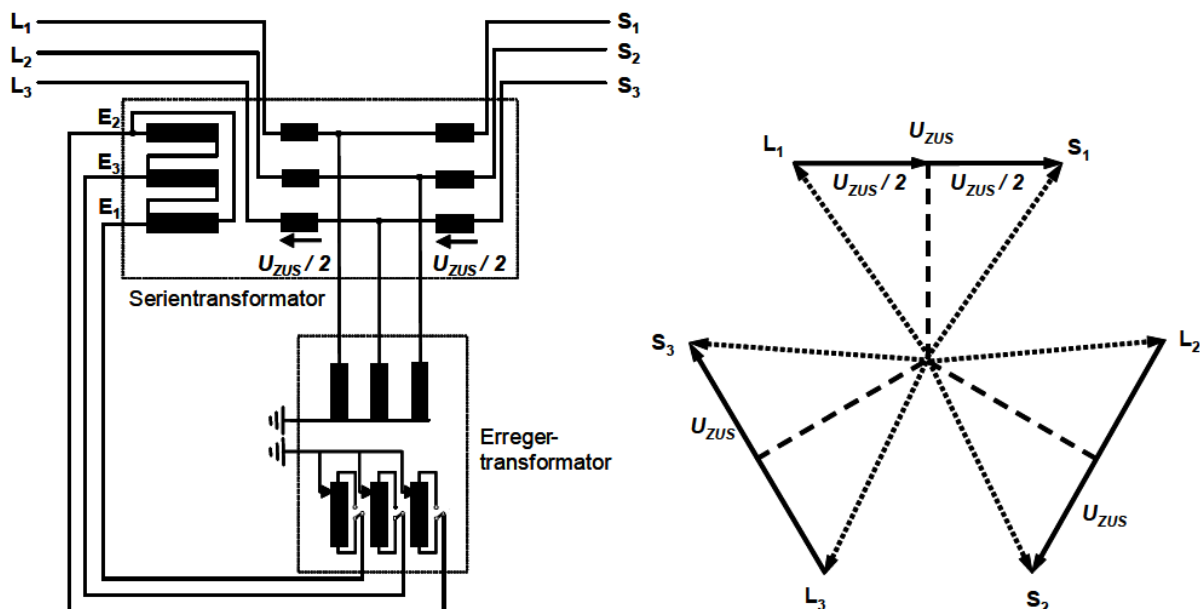 L1
S1
L2
S2
L3
S3
E2
E3
E1
UZUS / 2
UZUS / 2
Serientransformator
Erreger-
transformator
L1
UZUS
S1
UZUS / 2
UZUS / 2
S3
L2
UZUS
UZUS
L3
S2